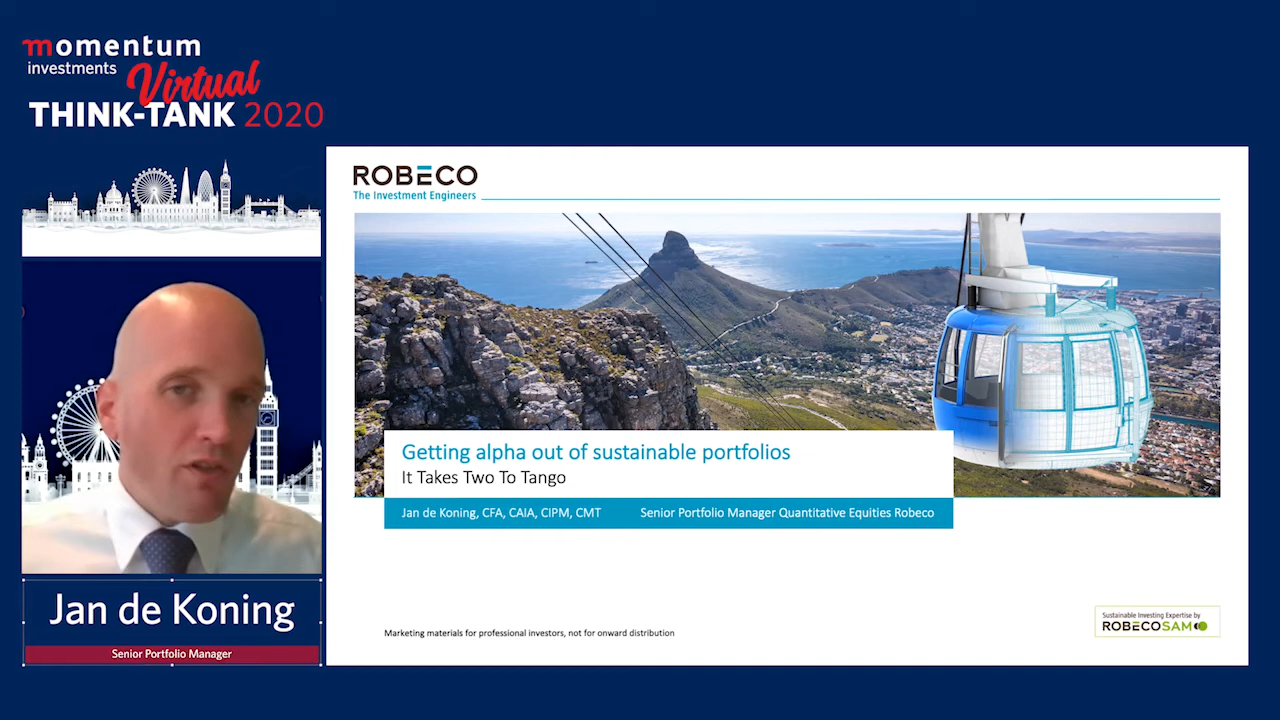 momentum
investments
Virtual
THINK-TANK 2020
ROBECO
The Investment Engineers
Getting alpha out of sustainable portfolios
It Takes Two To Tango
Jan de Koning, CFA, CAIA, CIPM, CMT
Senior Portfolio Manager Quantitative Equities Robeco
Jan de Koning
Senior Portfolio Manager
Marketing materials for professional investors, not for onward distribution
Sustainable Investing Expertise by
ROBECOSAM